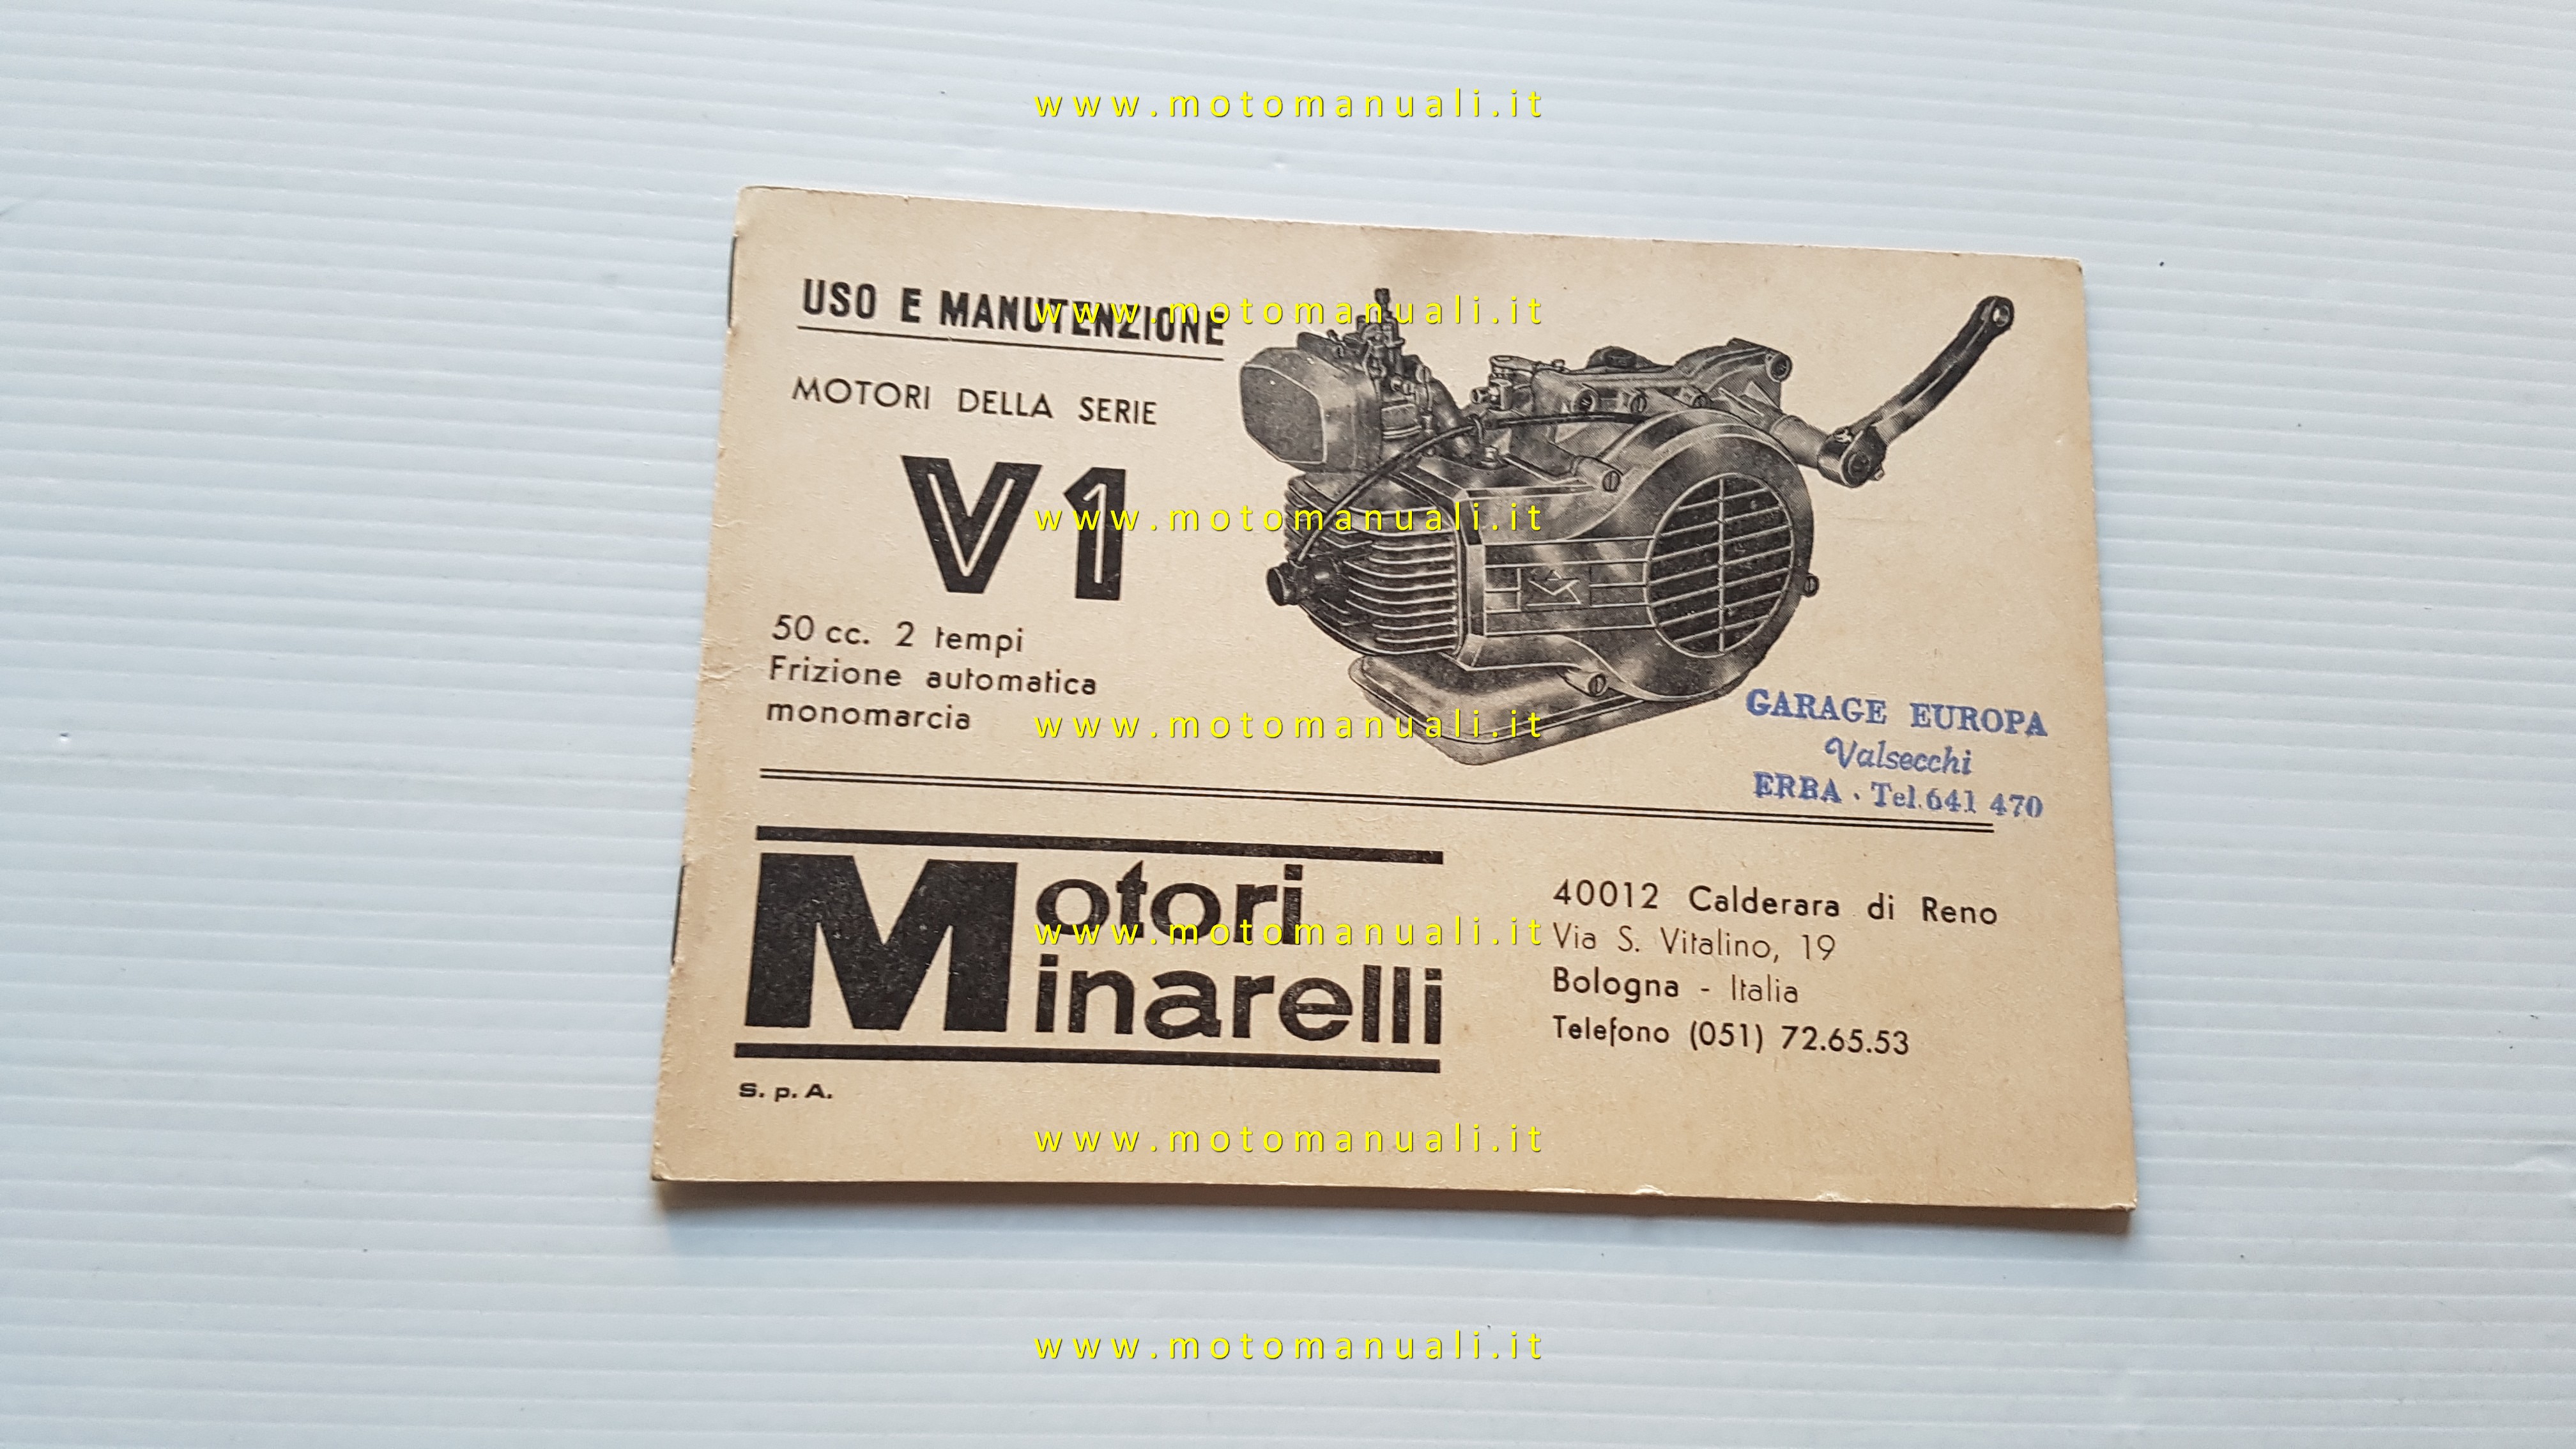 www.motomanuali.it
USO E MANUTENZIONE
www.motomanuali.it
MOTORI DELLA SERIE
V1
www.motomanuali.it
50 cc. 2 tempi
Frizione automatica
monomarcia
www.motomanuali.it
GARAGE EUROPA
Valsecchi
ERBA · Tel. 641 470
Motori
Minarelli
S. p. A.
www.motomanuali.it
40012 Calderara di Reno
Via S. Vitalino, 19
Bologna - Italia
Telefono (051) 72.65.53
www.motomanuali.it
www.motomanuali.it